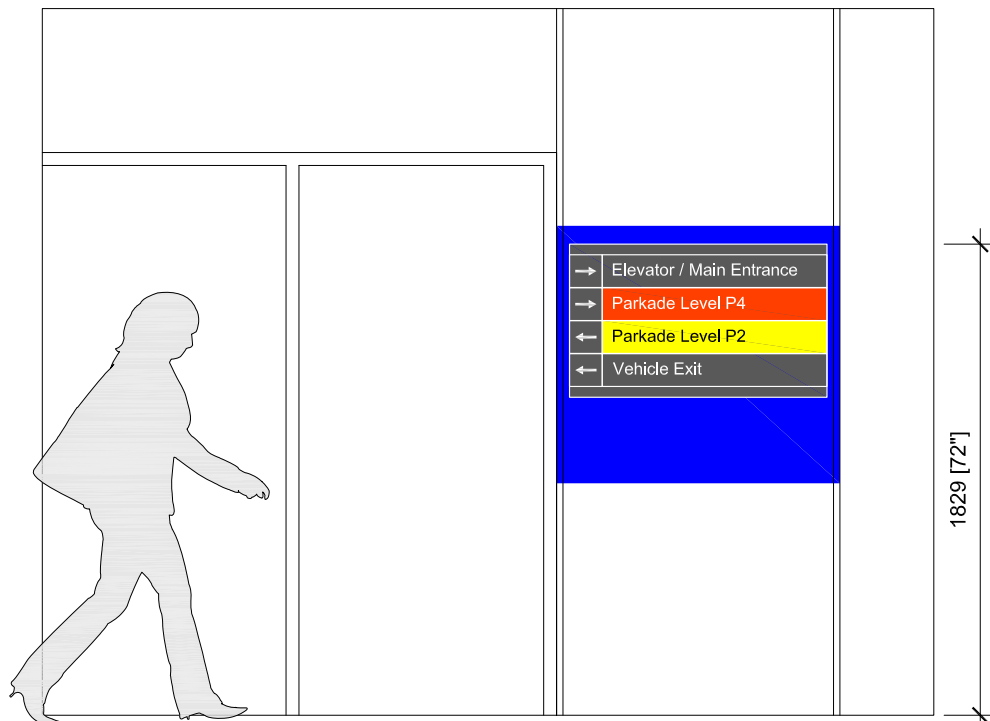 → Elevator / Main Entrance
→ Parkade Level P4
← Parkade Level P2
← Vehicle Exit
1829 [72"]